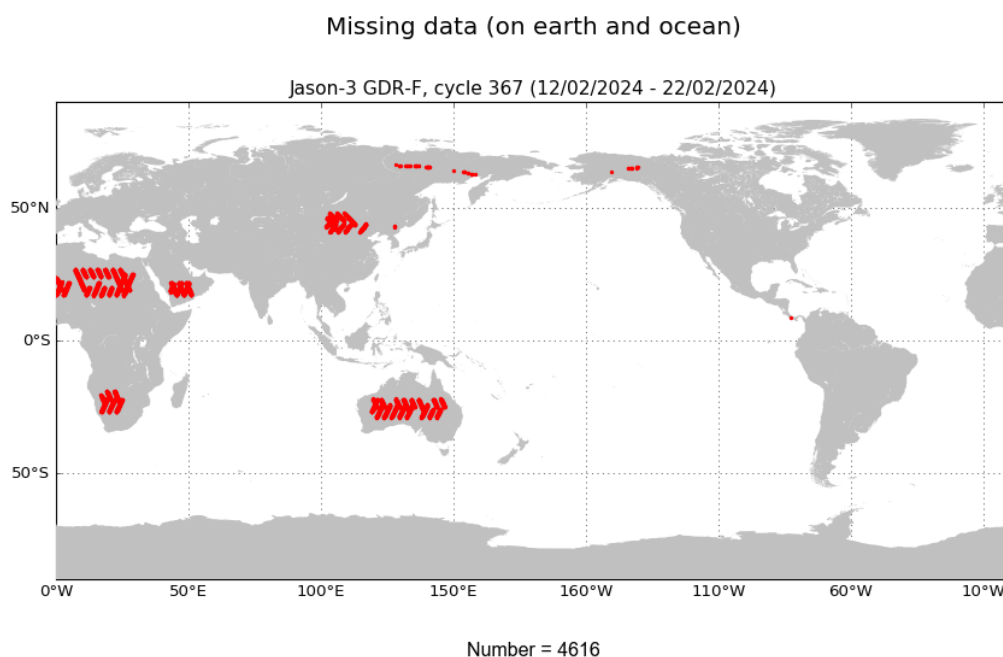 Missing data (on earth and ocean)
Jason-3 GDR-F, cycle 367 (12/02/2024 - 22/02/2024)
50°N
0°S
50°S
0°W 50°E 100°E 150°E 160°W 110°W 60°W 10°W
Number = 4616